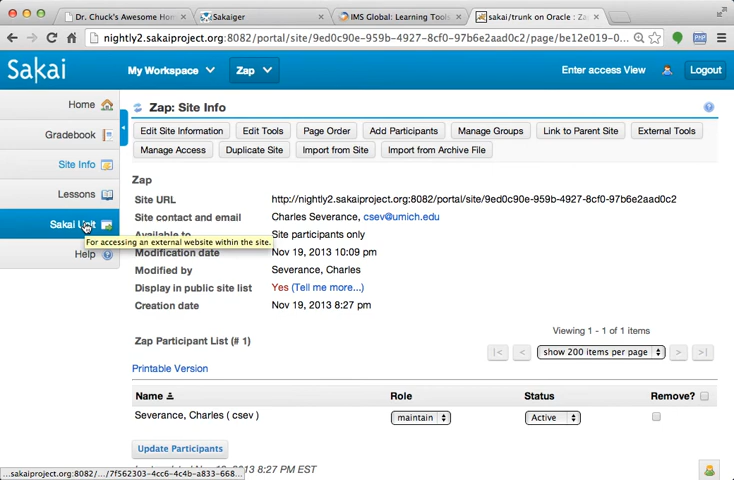 Dr. Chuck's Awesome Hom
Sakaiger
IMS Global: Learning Tools
sakai/trunk on Oracle : Za
nightly2.sakaiproject.org:8082/portal/site/9ed0c90e-959b-4927-8cf0-97b6e2aad0c2/page/be12e019-0...
Sakai
My Workspace
Zap
Enter access View
Logout
Home
Gradebook
Site Info
Lessons
Sakai Unit
Help
For accessing an external website within the site.
Zap: Site Info
Edit Site Information
Edit Tools
Page Order
Add Participants
Manage Groups
Link to Parent Site
External Tools
Manage Access
Duplicate Site
Import from Site
Import from Archive File
Zap
Site URL http://nightly2.sakaiproject.org:8082/portal/site/9ed0c90e-959b-4927-8cf0-97b6e2aad0c2
Site contact and email Charles Severance, csev@umich.edu
Available to Site participants only
Modification date Nov 19, 2013 10:09 pm
Modified by Severance, Charles
Display in public site list Yes (Tell me more...)
Creation date Nov 19, 2013 8:27 pm
Viewing 1 - 1 of 1 items
Zap Participant List (# 1)
|< < show 200 items per page > >|
Printable Version
Name Role Status Remove?
Severance, Charles ( csev ) maintain Active
Update Participants
8:27 PM EST
...sakaiproject.org:8082/.../7f562303-4cc6-4c4b-a833-668...